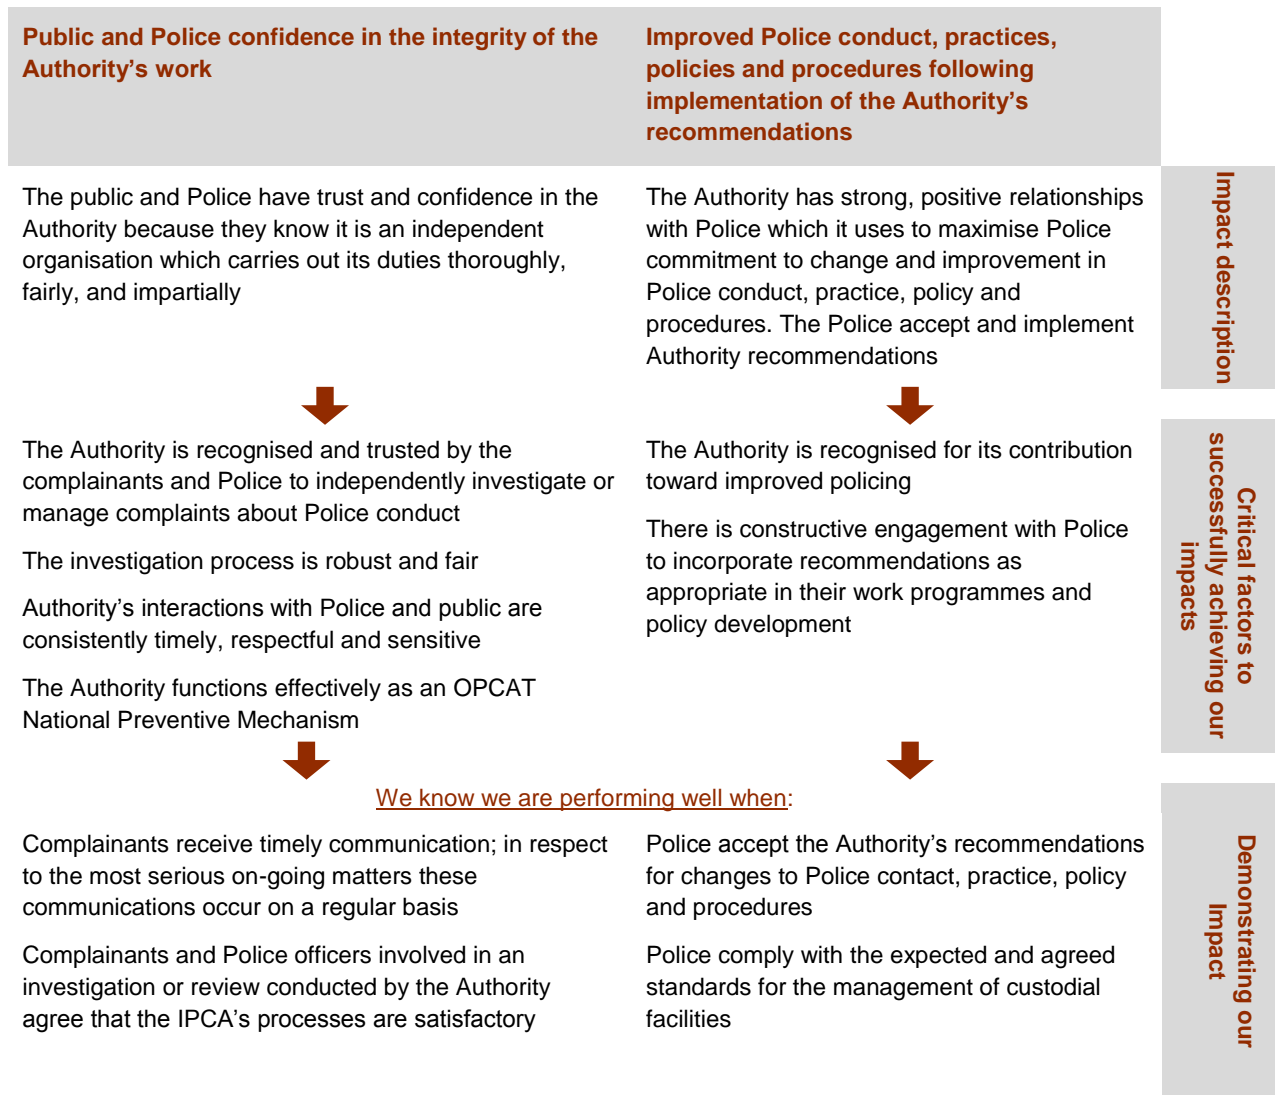 Public and Police confidence in the integrity of the
Authority’s work
Improved Police conduct, practices,
policies and procedures following
implementation of the Authority’s
recommendations
The public and Police have trust and confidence in the
Authority because they know it is an independent
organisation which carries out its duties thoroughly,
fairly, and impartially
The Authority has strong, positive relationships
with Police which it uses to maximise Police
commitment to change and improvement in
Police conduct, practice, policy and
procedures. The Police accept and implement
Authority recommendations
Impact description
The Authority is recognised and trusted by the
complainants and Police to independently investigate or
manage complaints about Police conduct
The investigation process is robust and fair
Authority’s interactions with Police and public are
consistently timely, respectful and sensitive
The Authority functions effectively as an OPCAT
National Preventive Mechanism
The Authority is recognised for its contribution
toward improved policing
There is constructive engagement with Police
to incorporate recommendations as
appropriate in their work programmes and
policy development
Critical factors to
successfully achieving our
impacts
We know we are performing well when:
Complainants receive timely communication; in respect
to the most serious on-going matters these
communications occur on a regular basis
Complainants and Police officers involved in an
investigation or review conducted by the Authority
agree that the IPCA’s processes are satisfactory
Police accept the Authority’s recommendations
for changes to Police contact, practice, policy
and procedures
Police comply with the expected and agreed
standards for the management of custodial
facilities
Demonstrating our
Impact